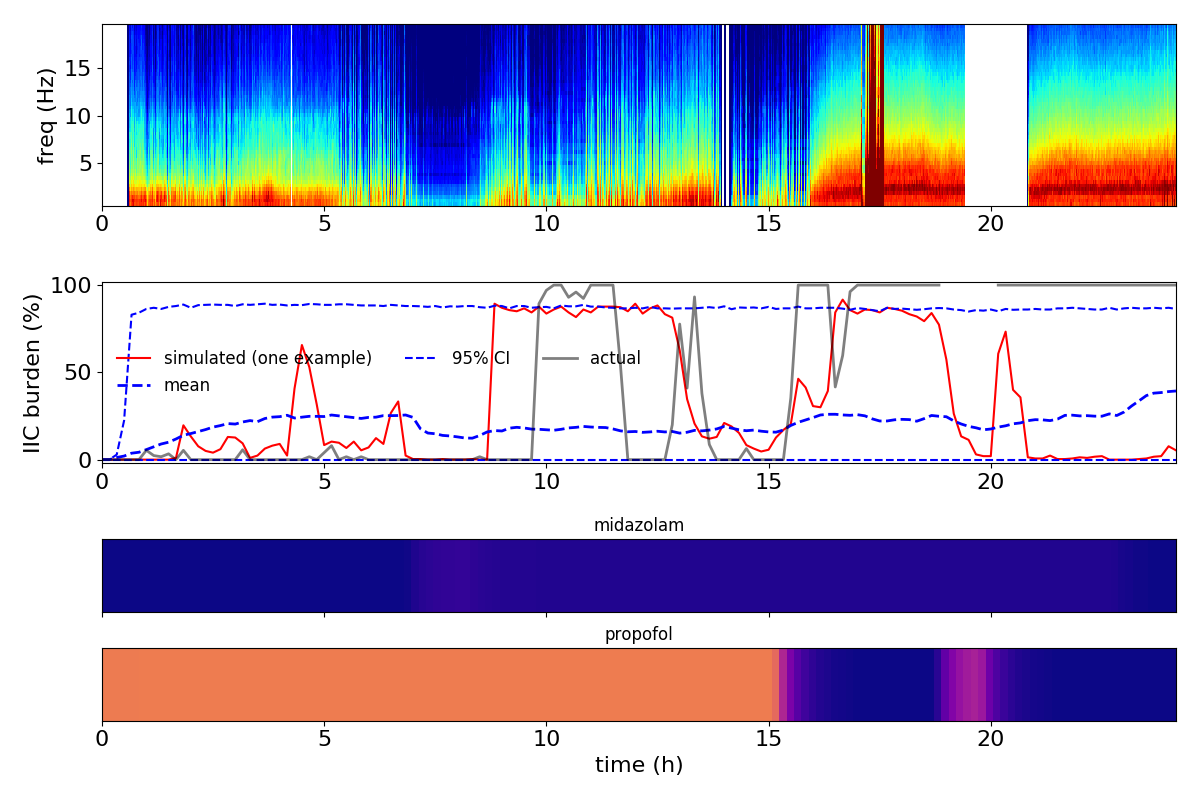 freq (Hz)
15
10
5
0 5 10 15 20
IIC burden (%)
100
50
0
simulated (one example) 95% CI actual
mean
0 5 10 15 20
midazolam
propofol
0 5 10 15 20
time (h)